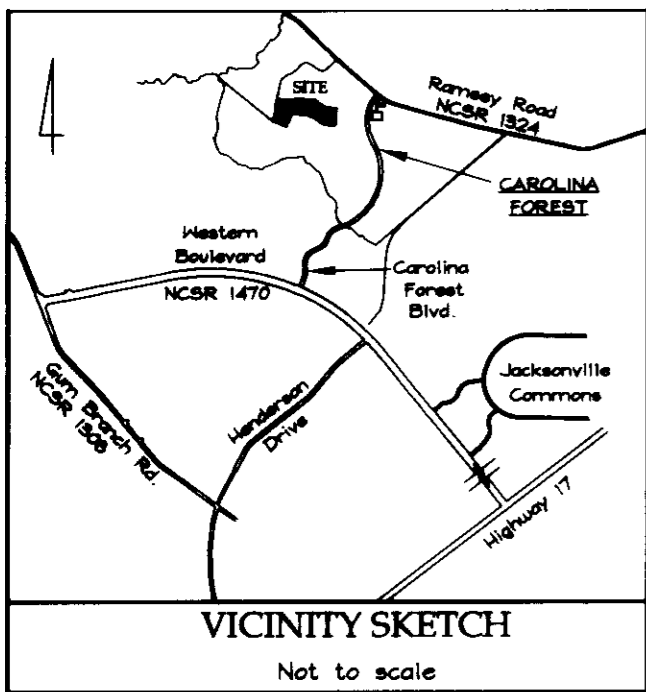 SITE
Ramsey Road
NCSR 1324
CAROLINA
FOREST
Western
Boulevard
NCSR 1470
Carolina
Forest
Blvd.
Gum Branch Rd.
NCSR 1308
Henderson
Drive
Jacksonville
Commons
Highway 17
VICINITY SKETCH
Not to scale